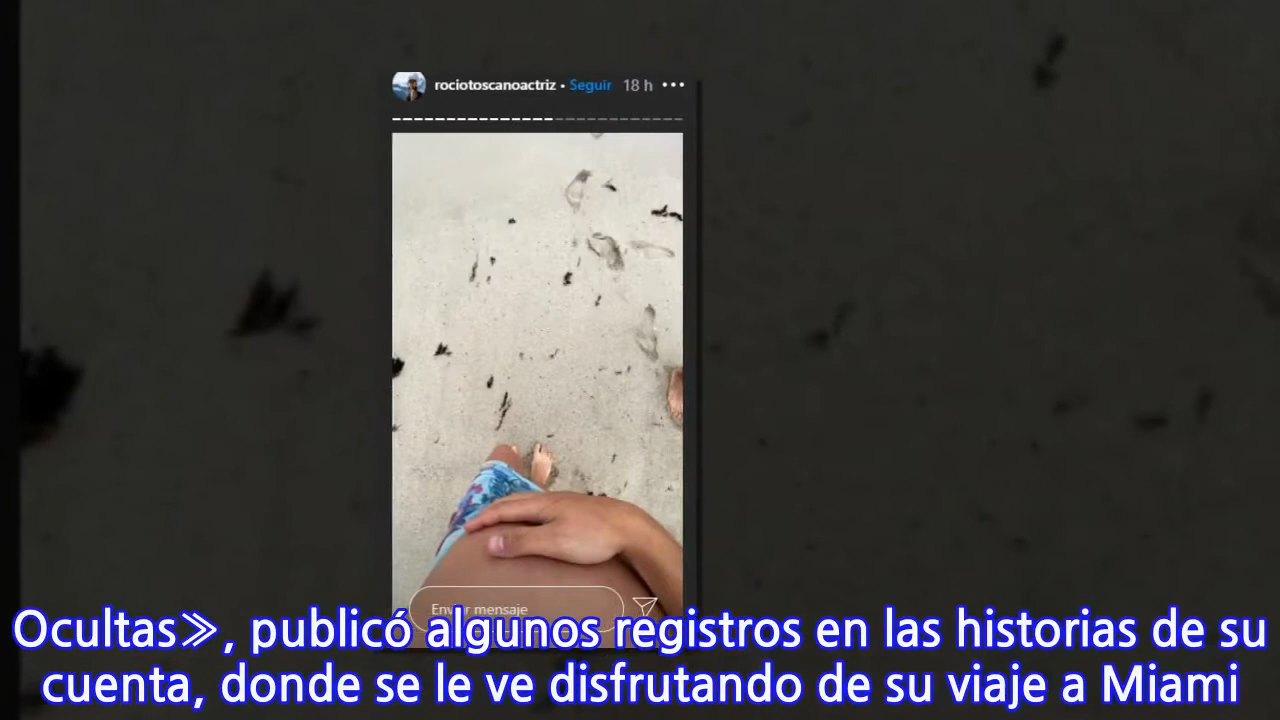 rociotoscanoactriz • Seguir 18 h •••
Enviar mensaje
Ocultas≫, publicó algunos registros en las historias de su
cuenta, donde se le ve disfrutando de su viaje a Miami